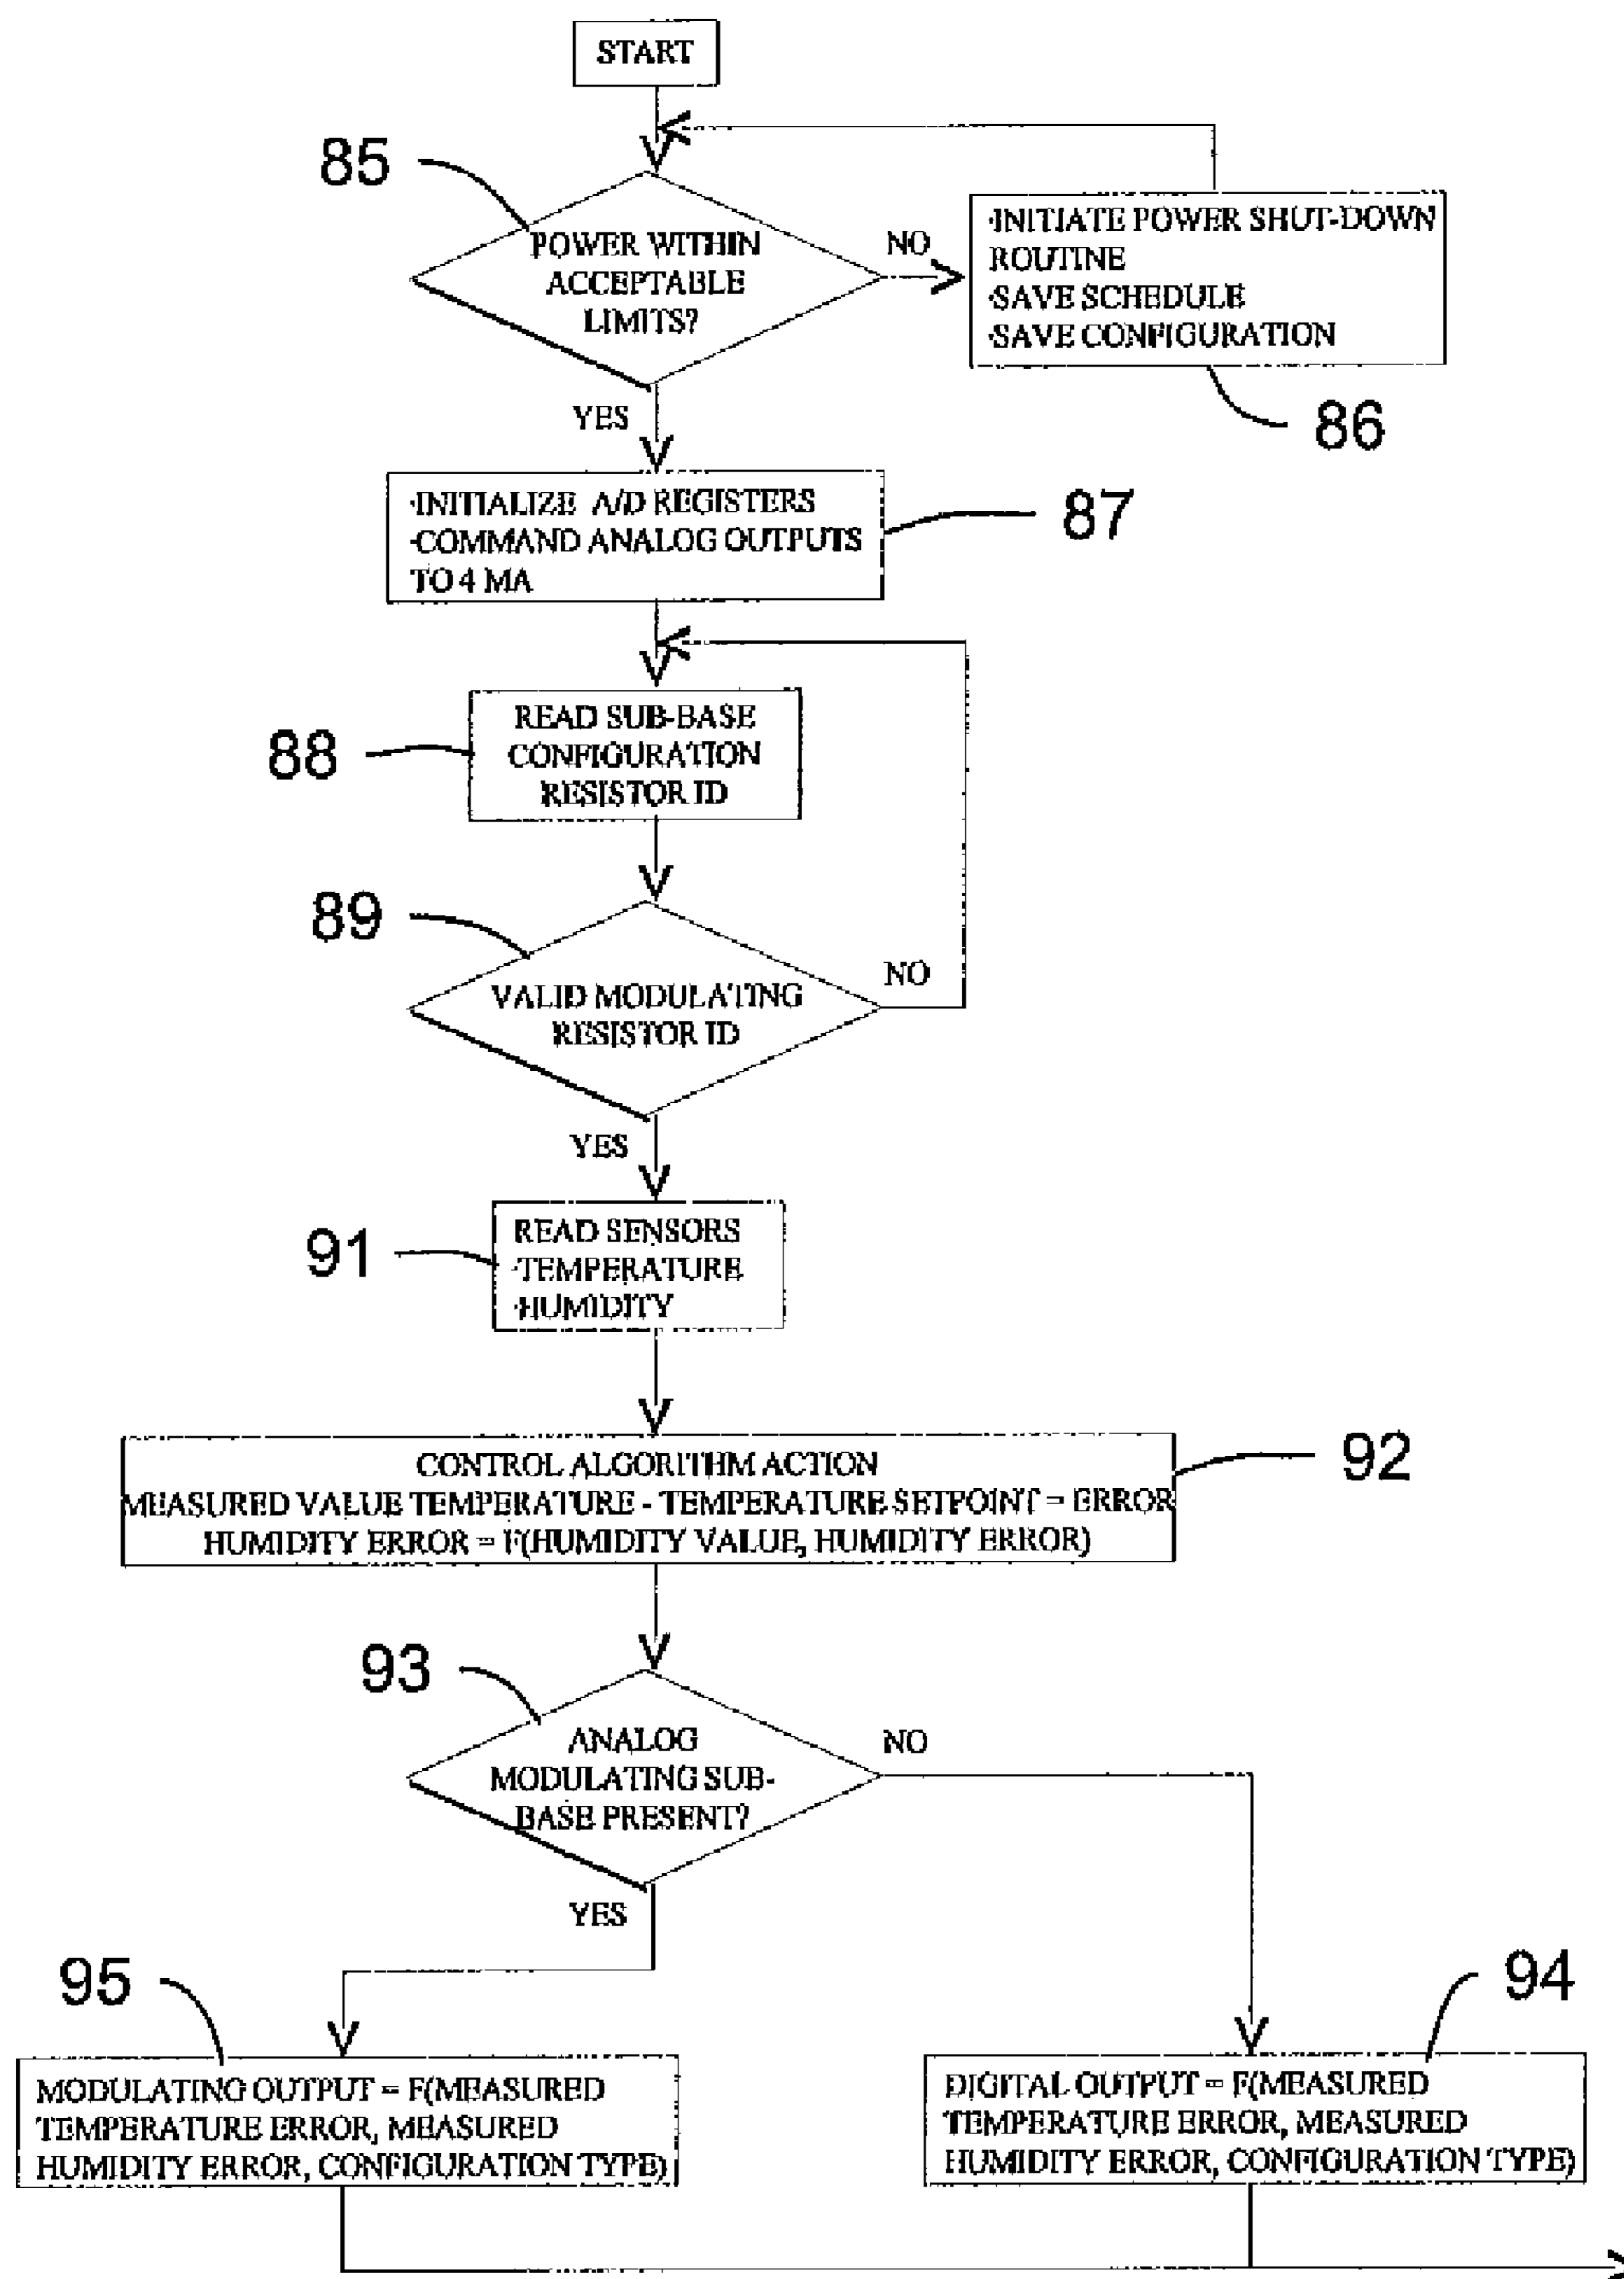 START
85
POWER WITHIN
ACCEPTABLE
LIMITS?
NO
·INITIATE POWER SHUT-DOWN
ROUTINE
·SAVE SCHEDULE
·SAVE CONFIGURATION
86
YES
·INITIALIZE A/D REGISTERS
·COMMAND ANALOG OUTPUTS
TO 4 MA
87
88
READ SUB-BASE
CONFIGURATION
RESISTOR ID
89
VALID MODULATING
RESISTOR ID
NO
YES
91
READ SENSORS
·TEMPERATURE
·HUMIDITY
92
CONTROL ALGORITHM ACTION
MEASURED VALUE TEMPERATURE - TEMPERATURE SETPOINT = ERROR
HUMIDITY ERROR = F(HUMIDITY VALUE, HUMIDITY ERROR)
93
ANALOG
MODULATING SUB-
BASE PRESENT?
NO
YES
95
MODULATING OUTPUT = F(MEASURED
TEMPERATURE ERROR, MEASURED
HUMIDITY ERROR, CONFIGURATION TYPE)
94
DIGITAL OUTPUT = F(MEASURED
TEMPERATURE ERROR, MEASURED
HUMIDITY ERROR, CONFIGURATION TYPE)